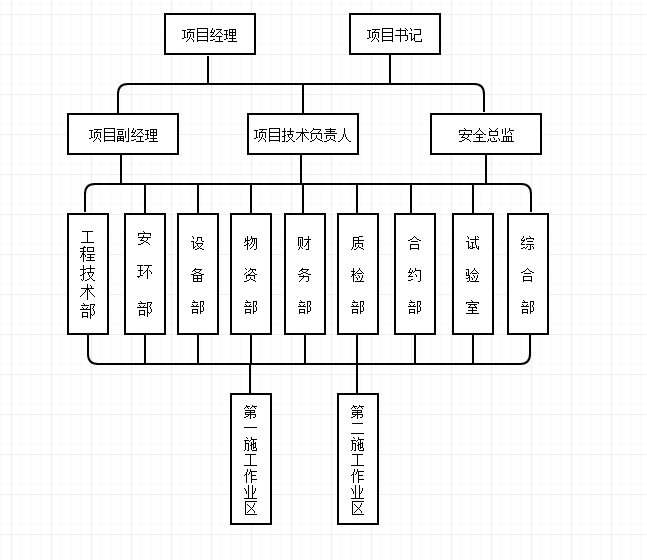 项目经理
项目书记
项目副经理
项目技术负责人
安全总监
工程技术部
安环部
设备部
物资部
财务部
质检部
合约部
试验室
综合部
第一施工作业区
第二施工作业区